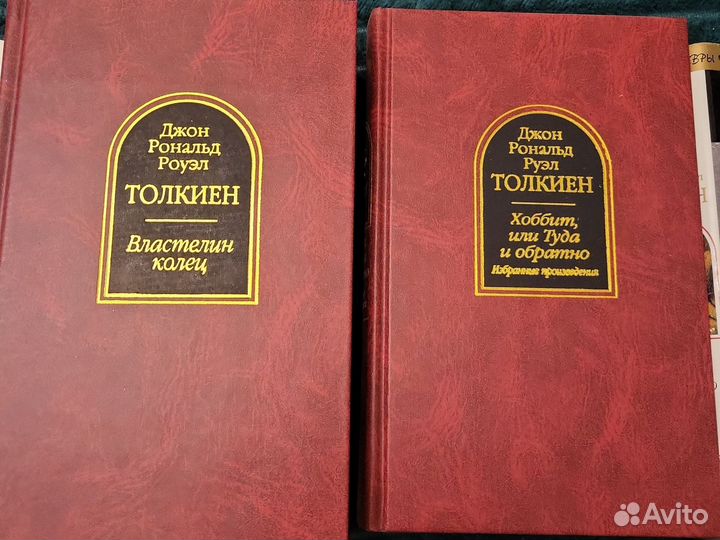 Джон
Рональд
Роуэл
ТОЛКИЕН
Властелин
колец
Джон
Рональд
Руэл
ТОЛКИЕН
Хоббит,
или Туда
и обратно
Избранные произведения
Avito